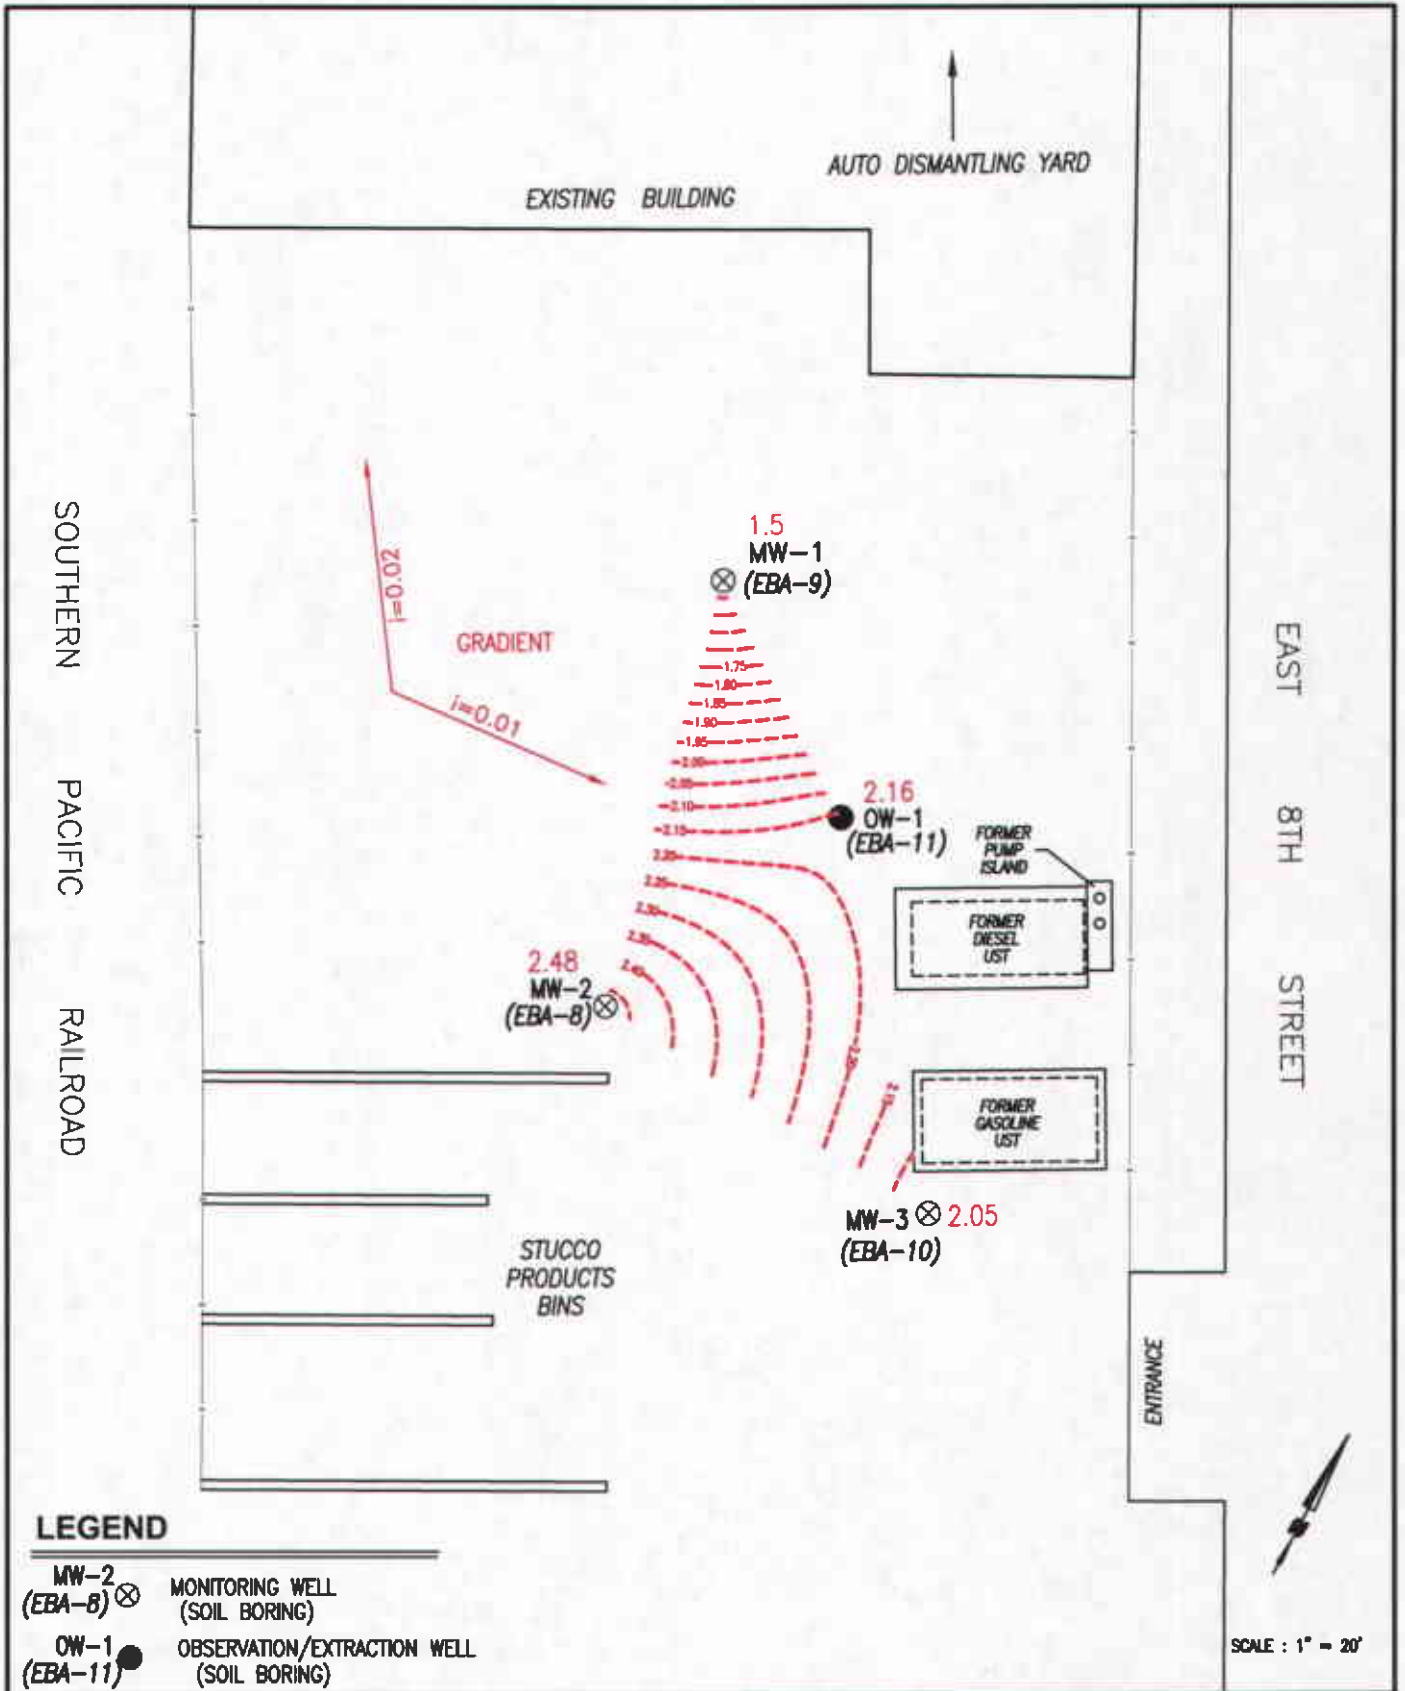 AUTO DISMANTLING YARD
EXISTING BUILDING
SOUTHERN PACIFIC RAILROAD
i=0.02
GRADIENT
i=0.01
1.5
MW-1
(EBA-9)
1.75
1.80
1.85
1.90
1.95
2.00
2.05
2.10
2.15
2.16
OW-1
(EBA-11)
FORMER
PUMP
ISLAND
FORMER
DIESEL
UST
2.20
2.25
2.30
2.35
2.40
2.48
MW-2
(EBA-8)
2.20
2.15
FORMER
GASOLINE
UST
MW-3 2.05
(EBA-10)
EAST 8TH STREET
STUCCO
PRODUCTS
BINS
ENTRANCE
LEGEND
MW-2
(EBA-8)
MONITORING WELL
(SOIL BORING)
OW-1
(EBA-11)
OBSERVATION/EXTRACTION WELL
(SOIL BORING)
N
SCALE : 1" = 20'